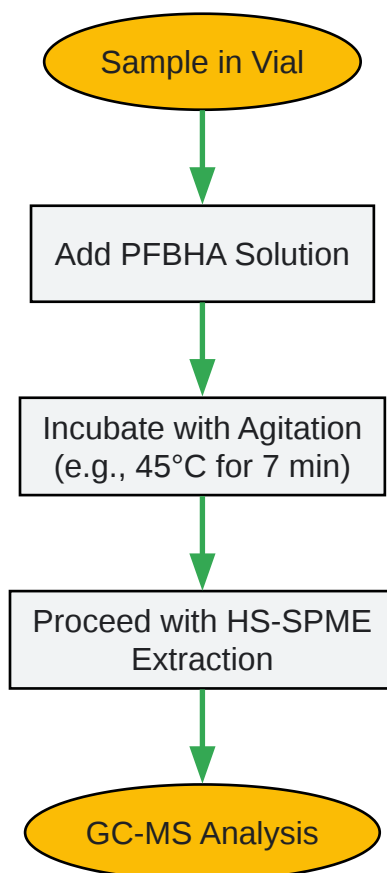 Sample in Vial
Add PFBHA Solution
Incubate with Agitation
(e.g., 45°C for 7 min)
Proceed with HS-SPME
Extraction
GC-MS Analysis